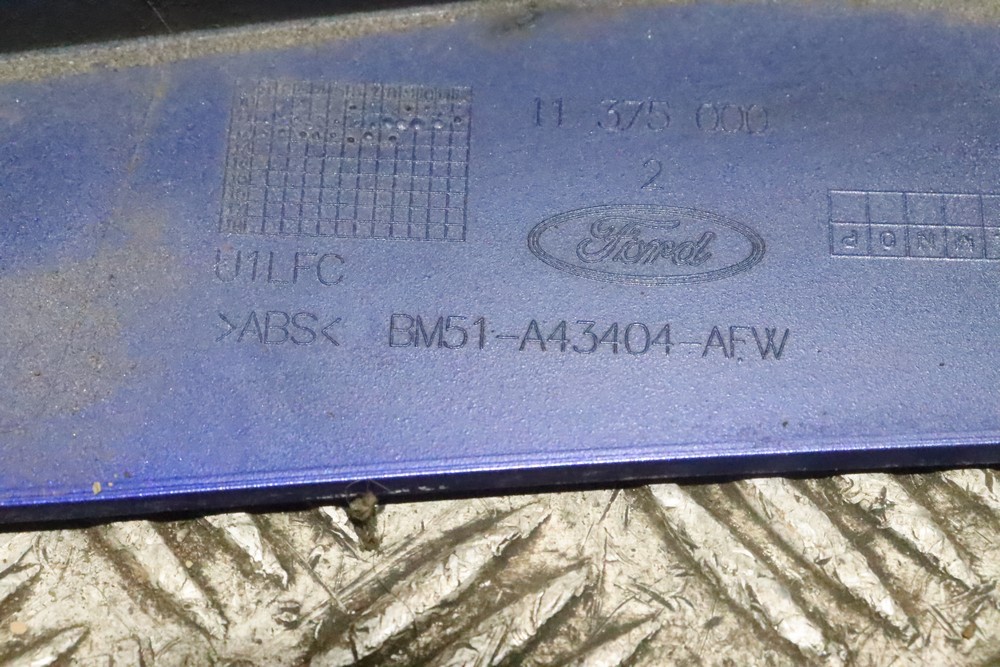 11 375 000
2
Ford
P O N M
U1LFC
>ABS< BM51-A43404-AFW